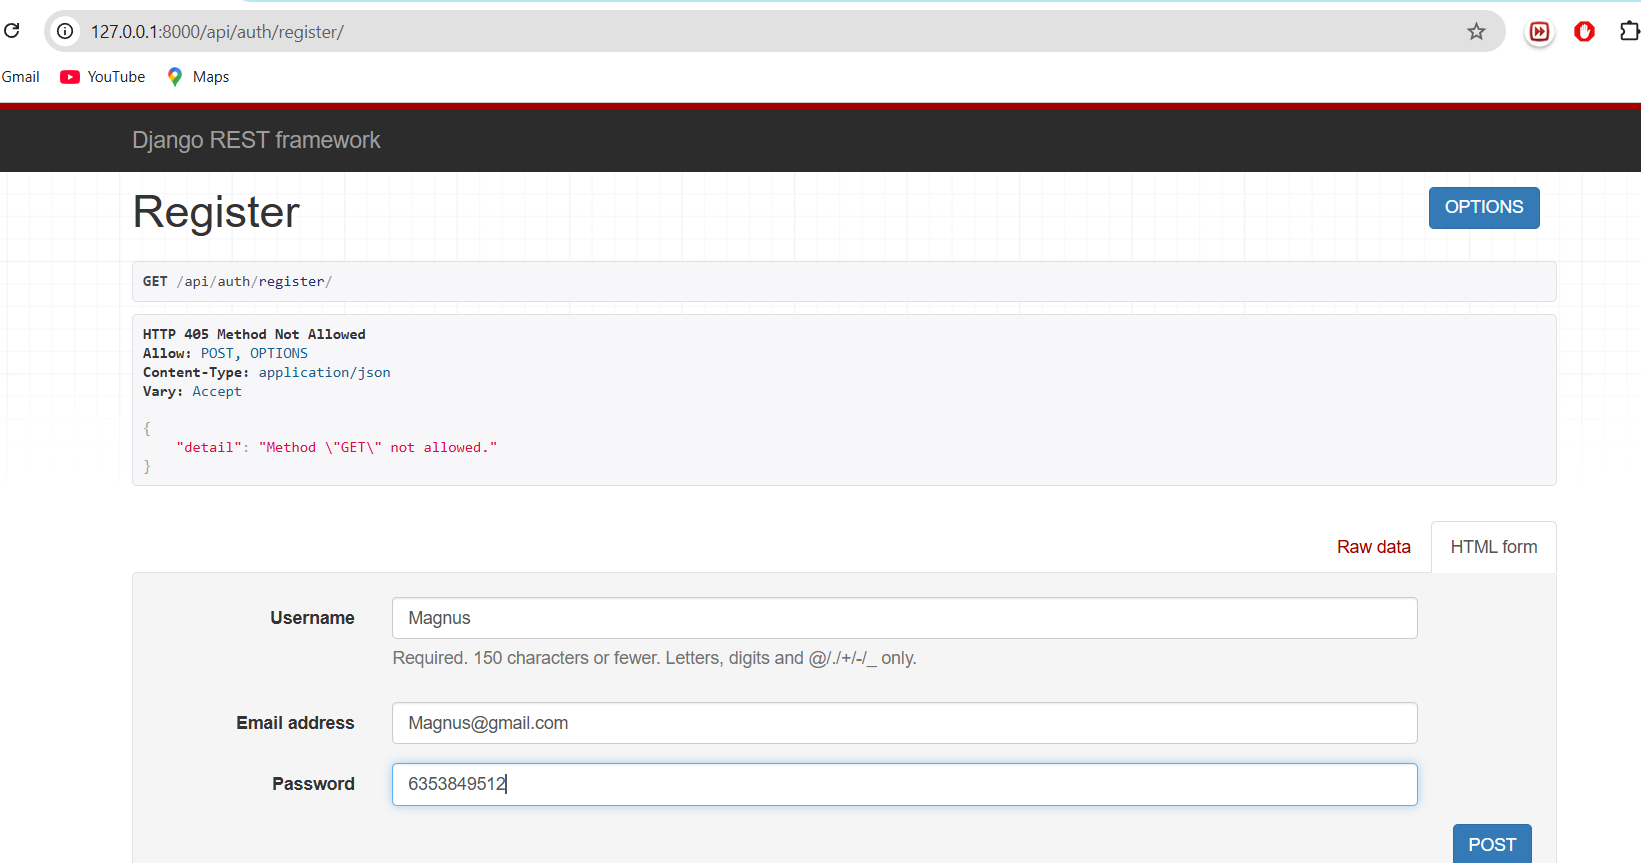 127.0.0.1:8000/api/auth/register/
Gmail YouTube Maps
Django REST framework
Register
OPTIONS
GET /api/auth/register/
HTTP 405 Method Not Allowed
Allow: POST, OPTIONS
Content-Type: application/json
Vary: Accept
{
"detail": "Method \"GET\" not allowed."
}
Raw data HTML form
Username Magnus
Required. 150 characters or fewer. Letters, digits and @/./+/-/_ only.
Email address Magnus@gmail.com
Password 6353849512
POST